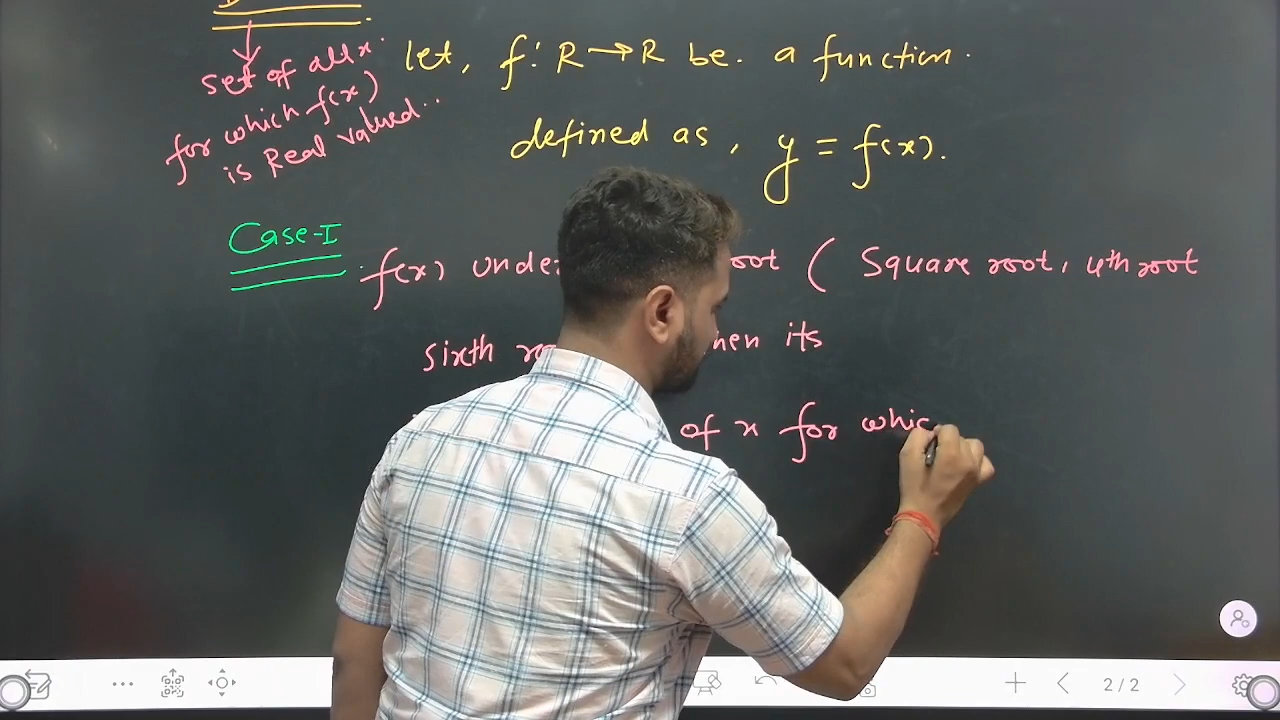 set of all x
for which f(x)
is Real valued..
let, f: R→R be. a function.
defined as, y = f(x).
Case-I
f(x) unde root ( Square root, 4th root
sixth its
of x for whic
2/2